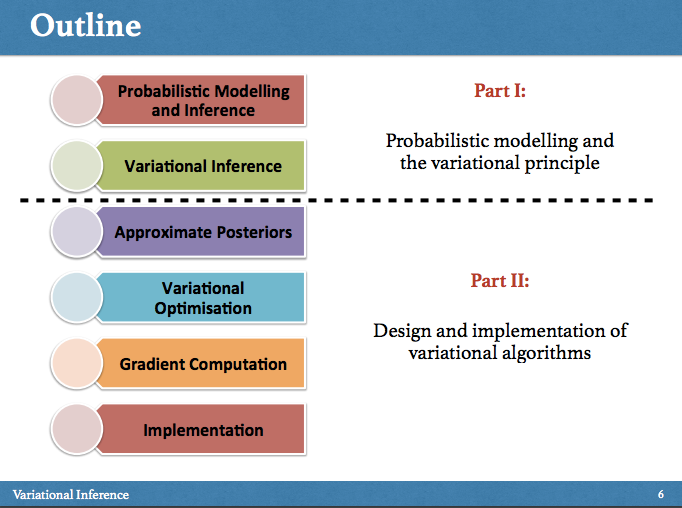 Outline
Probabilistic Modelling
and Inference
Variational Inference
Approximate Posteriors
Variational
Optimisation
Gradient Computation
Implementation
Part I:
Probabilistic modelling and
the variational principle
Part II:
Design and implementation of
variational algorithms
Variational Inference
6